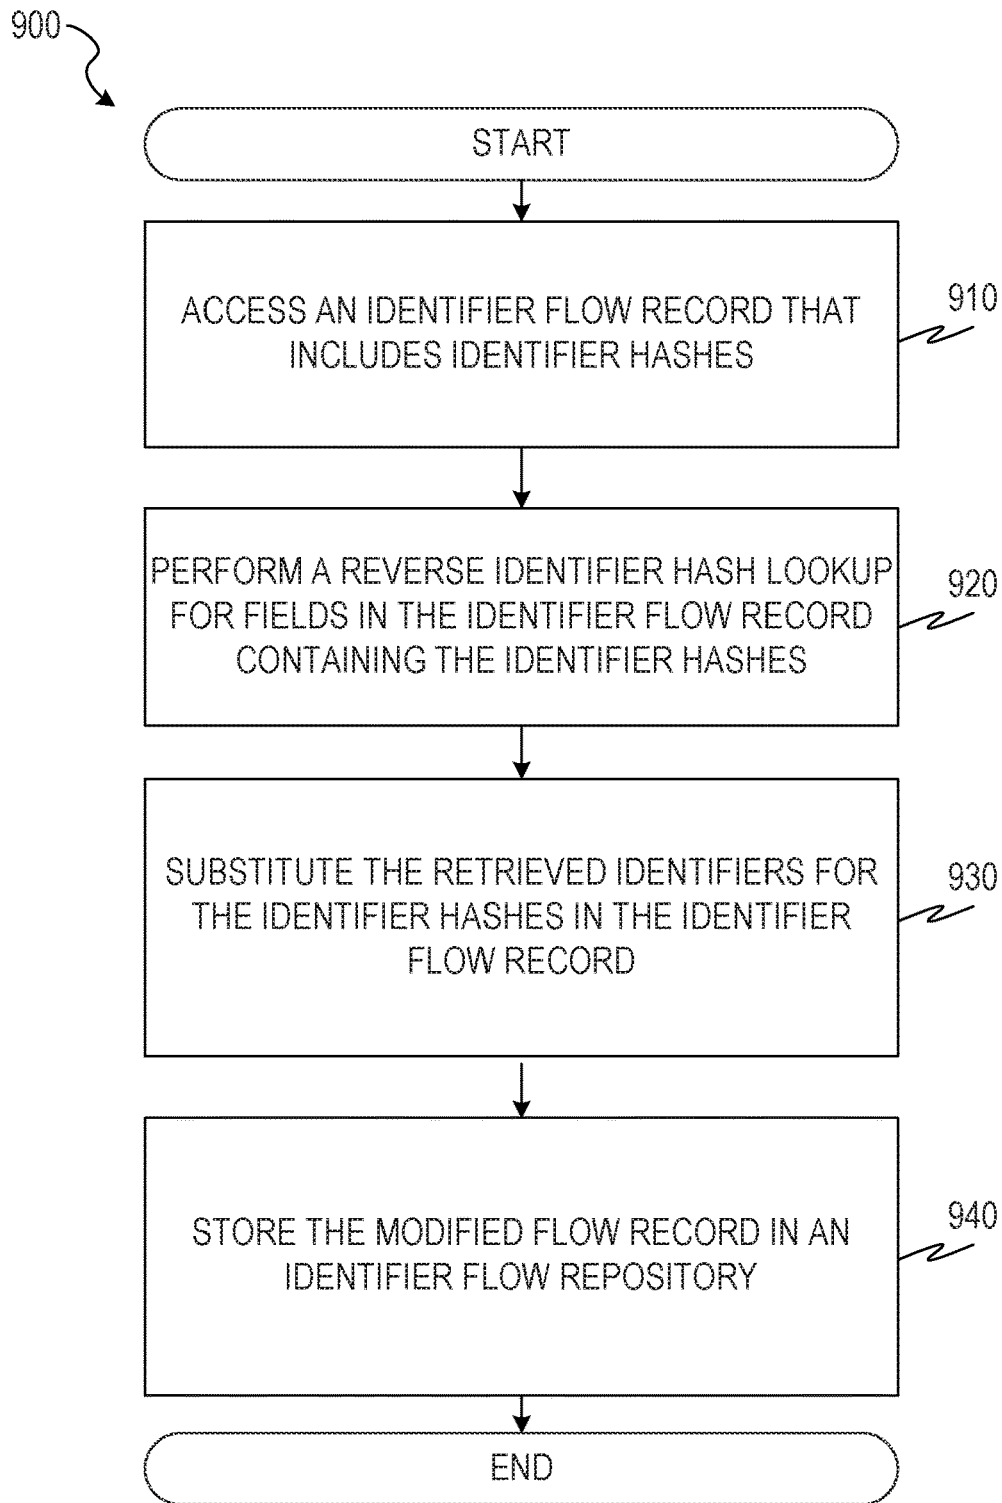 900
START
ACCESS AN IDENTIFIER FLOW RECORD THAT
INCLUDES IDENTIFIER HASHES
910
PERFORM A REVERSE IDENTIFIER HASH LOOKUP
FOR FIELDS IN THE IDENTIFIER FLOW RECORD
CONTAINING THE IDENTIFIER HASHES
920
SUBSTITUTE THE RETRIEVED IDENTIFIERS FOR
THE IDENTIFIER HASHES IN THE IDENTIFIER
FLOW RECORD
930
STORE THE MODIFIED FLOW RECORD IN AN
IDENTIFIER FLOW REPOSITORY
940
END